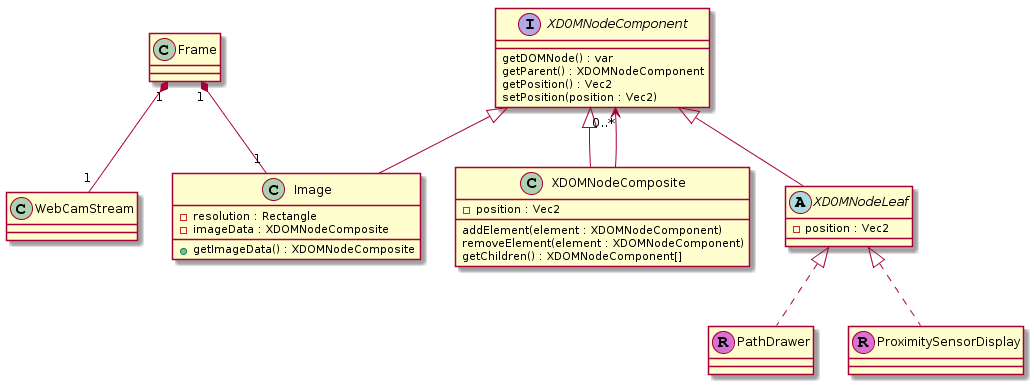 I XD0MNodeComponent
getDOMNode() : var
getParent() : XDOMNodeComponent
getPosition() : Vec2
setPosition(position : Vec2)
C Frame
1 1 0..*
1 1
C WebCamStream
C Image
resolution : Rectangle
imageData : XDOMNodeComposite
getImageData() : XDOMNodeComposite
C XDOMNodeComposite
position : Vec2
addElement(element : XDOMNodeComponent)
removeElement(element : XDOMNodeComponent)
getChildren() : XDOMNodeComponent[]
A XD0MNodeLeaf
position : Vec2
R PathDrawer
R ProximitySensorDisplay